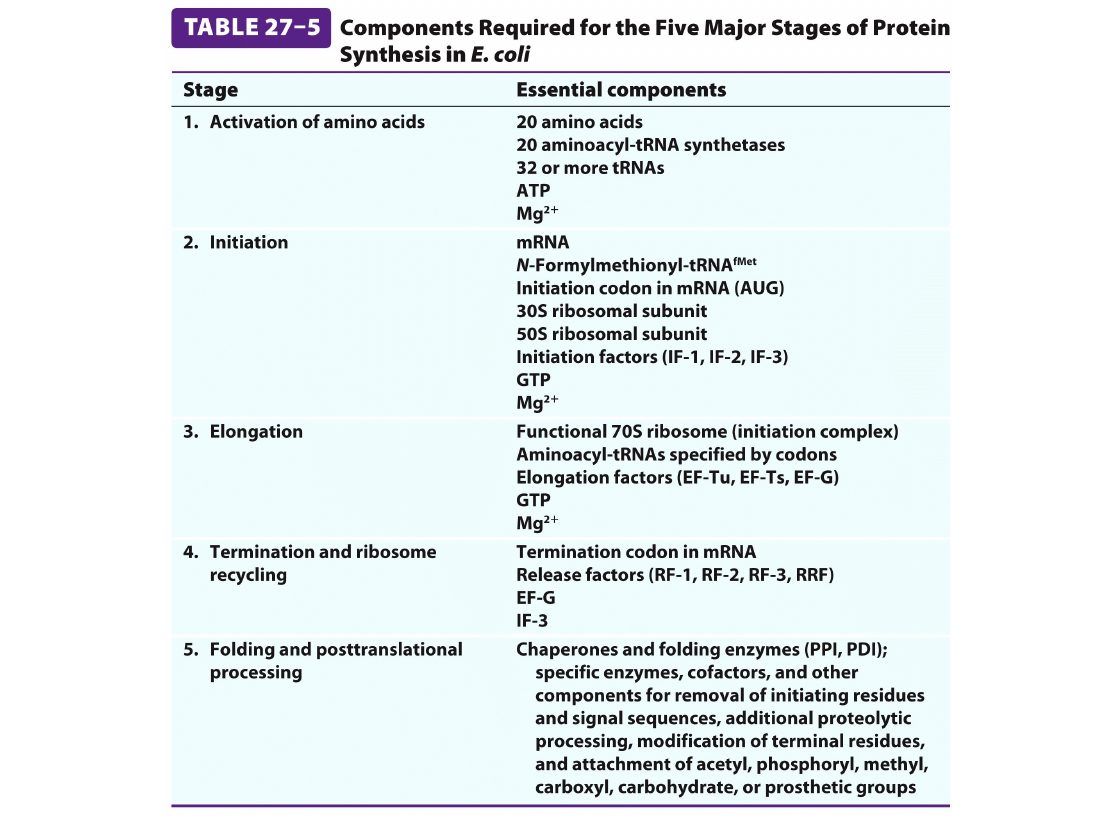 TABLE 27–5 Components Required for the Five Major Stages of Protein
Synthesis in E. coli
Stage Essential components
1. Activation of amino acids 20 amino acids
20 aminoacyl-tRNA synthetases
32 or more tRNAs
ATP
Mg²⁺
2. Initiation mRNA
N-Formylmethionyl-tRNAᶠᴹᵉᵗ
Initiation codon in mRNA (AUG)
30S ribosomal subunit
50S ribosomal subunit
Initiation factors (IF-1, IF-2, IF-3)
GTP
Mg²⁺
3. Elongation Functional 70S ribosome (initiation complex)
Aminoacyl-tRNAs specified by codons
Elongation factors (EF-Tu, EF-Ts, EF-G)
GTP
Mg²⁺
4. Termination and ribosome Termination codon in mRNA
recycling Release factors (RF-1, RF-2, RF-3, RRF)
EF-G
IF-3
5. Folding and posttranslational Chaperones and folding enzymes (PPI, PDI);
processing specific enzymes, cofactors, and other
components for removal of initiating residues
and signal sequences, additional proteolytic
processing, modification of terminal residues,
and attachment of acetyl, phosphoryl, methyl,
carboxyl, carbohydrate, or prosthetic groups